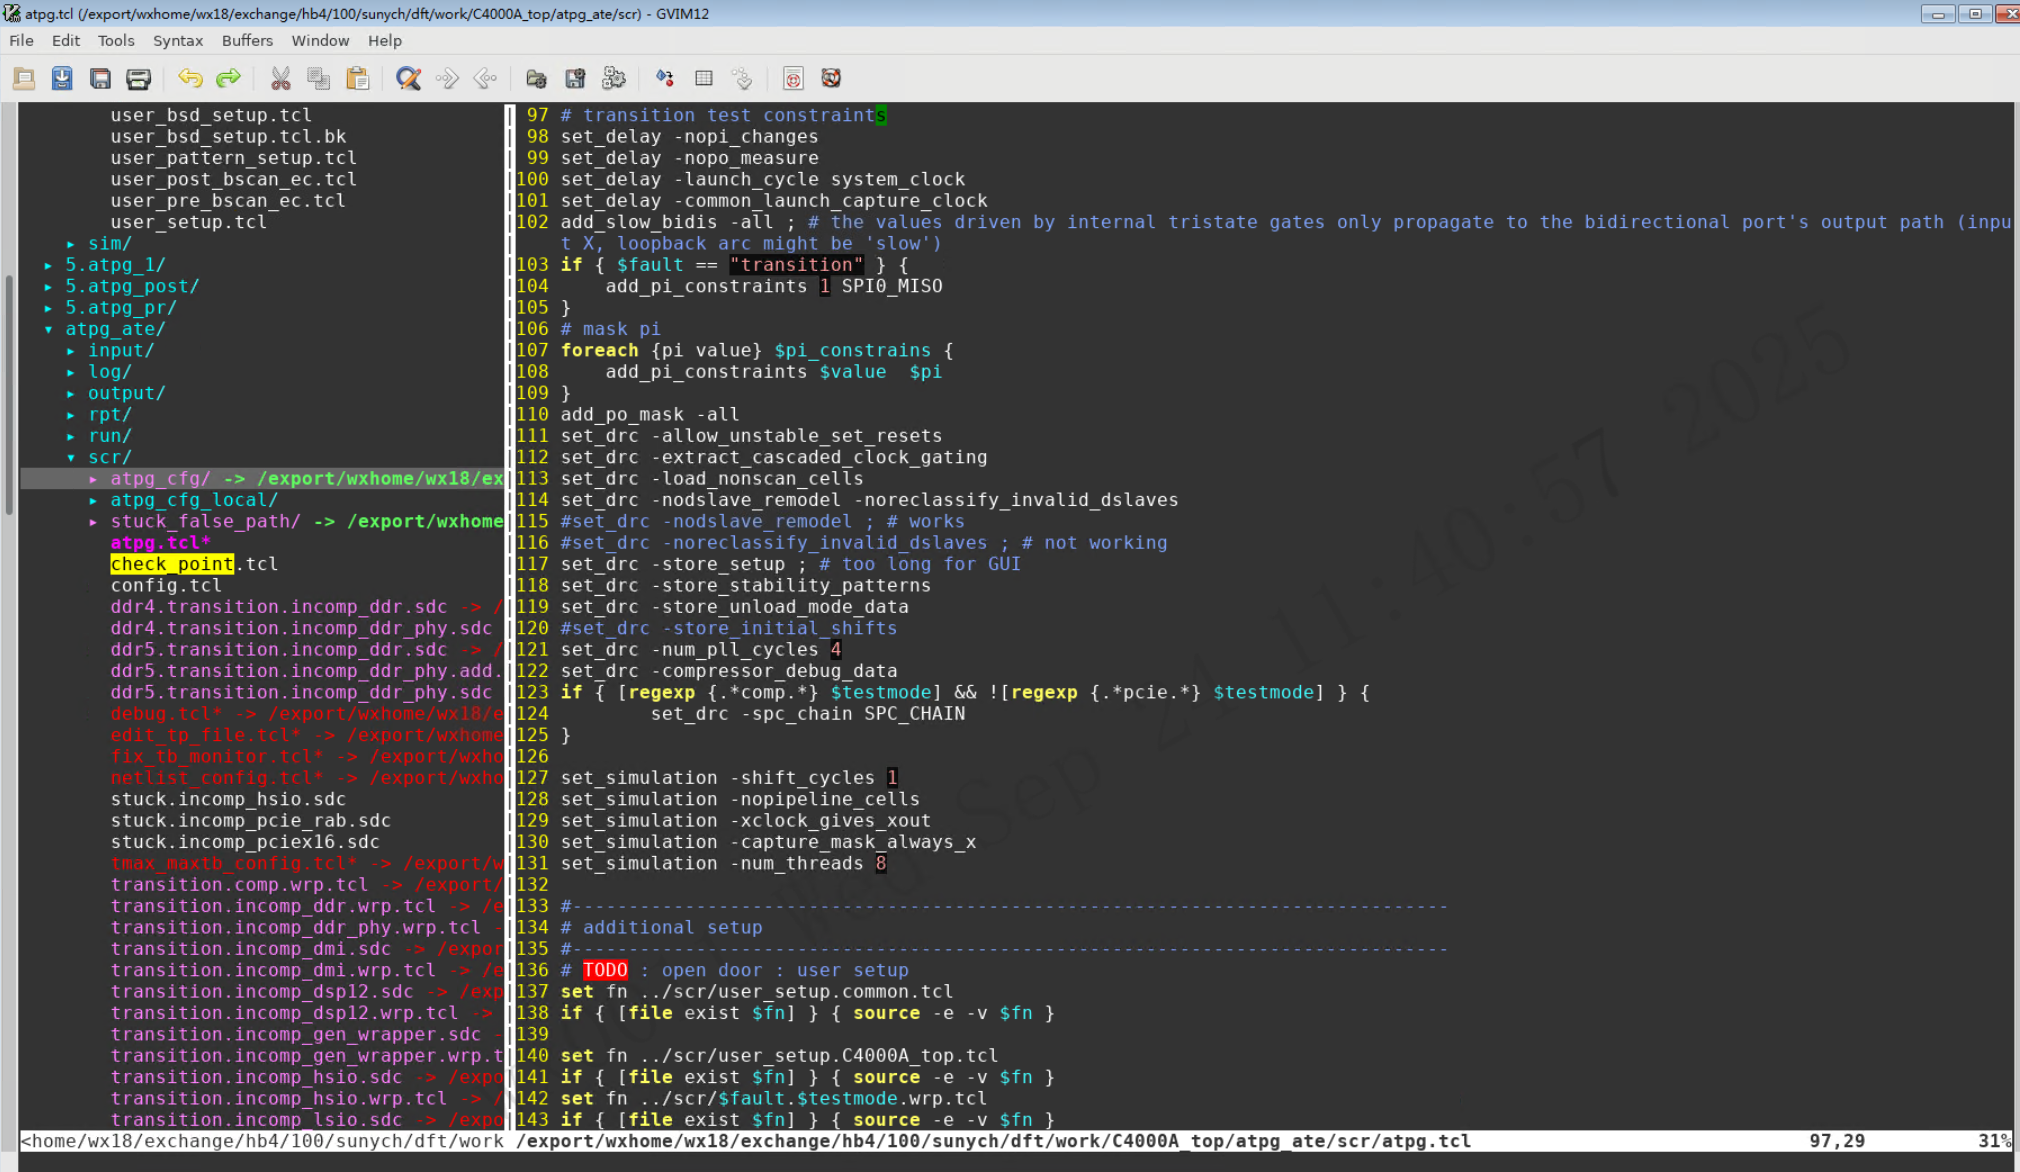 atpg.tcl (/export/wxhome/wx18/exchange/hb4/100/sunych/dft/work/C4000A_top/atpg_ate/scr) - GVIM12
File Edit Tools Syntax Buffers Window Help
user_bsd_setup.tcl
user_bsd_setup.tcl.bk
user_pattern_setup.tcl
user_post_bscan_ec.tcl
user_pre_bscan_ec.tcl
user_setup.tcl
▸ sim/
▸ 5.atpg_1/
▸ 5.atpg_post/
▸ 5.atpg_pr/
▾ atpg_ate/
▸ input/
▸ log/
▸ output/
▸ rpt/
▸ run/
▾ scr/
▸ atpg_cfg/ -> /export/wxhome/wx18/ex
▸ atpg_cfg_local/
▸ stuck_false_path/ -> /export/wxhome
atpg.tcl*
check_point.tcl
config.tcl
ddr4.transition.incomp_ddr.sdc -> /
ddr4.transition.incomp_ddr_phy.sdc
ddr5.transition.incomp_ddr.sdc -> /
ddr5.transition.incomp_ddr_phy.add.
ddr5.transition.incomp_ddr_phy.sdc
debug.tcl* -> /export/wxhome/wx18/e
edit_tp_file.tcl* -> /export/wxhome
fix_tb_monitor.tcl* -> /export/wxho
netlist_config.tcl* -> /export/wxho
stuck.incomp_hsio.sdc
stuck.incomp_pcie_rab.sdc
stuck.incomp_pciex16.sdc
tmax_maxtb_config.tcl* -> /export/w
transition.comp.wrp.tcl -> /export/
transition.incomp_ddr.wrp.tcl -> /e
transition.incomp_ddr_phy.wrp.tcl -
transition.incomp_dmi.sdc -> /expor
transition.incomp_dmi.wrp.tcl -> /e
transition.incomp_dsp12.sdc -> /exp
transition.incomp_dsp12.wrp.tcl ->
transition.incomp_gen_wrapper.sdc -
transition.incomp_gen_wrapper.wrp.t
transition.incomp_hsio.sdc -> /expo
transition.incomp_hsio.wrp.tcl -> /
transition.incomp_lsio.sdc -> /expo
<home/wx18/exchange/hb4/100/sunych/dft/work
97 # transition test constraints
98 set_delay -nopi_changes
99 set_delay -nopo_measure
100 set_delay -launch_cycle system_clock
101 set_delay -common_launch_capture_clock
102 add_slow_bidis -all ; # the values driven by internal tristate gates only propagate to the bidirectional port's output path (inpu
t X, loopback arc might be 'slow')
103 if { $fault == "transition" } {
104     add_pi_constraints 1 SPI0_MISO
105 }
106 # mask pi
107 foreach {pi value} $pi_constrains {
108     add_pi_constraints $value  $pi
109 }
110 add_po_mask -all
111 set_drc -allow_unstable_set_resets
112 set_drc -extract_cascaded_clock_gating
113 set_drc -load_nonscan_cells
114 set_drc -nodslave_remodel -noreclassify_invalid_dslaves
115 #set_drc -nodslave_remodel ; # works
116 #set_drc -noreclassify_invalid_dslaves ; # not working
117 set_drc -store_setup ; # too long for GUI
118 set_drc -store_stability_patterns
119 set_drc -store_unload_mode_data
120 #set_drc -store_initial_shifts
121 set_drc -num_pll_cycles 4
122 set_drc -compressor_debug_data
123 if { [regexp {.*comp.*} $testmode] && ![regexp {.*pcie.*} $testmode] } {
124         set_drc -spc_chain SPC_CHAIN
125 }
126
127 set_simulation -shift_cycles 1
128 set_simulation -nopipeline_cells
129 set_simulation -xclock_gives_xout
130 set_simulation -capture_mask_always_x
131 set_simulation -num_threads 8
132
133 #------------------------------------------------------------------------------
134 # additional setup
135 #------------------------------------------------------------------------------
136 # TODO : open door : user setup
137 set fn ../scr/user_setup.common.tcl
138 if { [file exist $fn] } { source -e -v $fn }
139
140 set fn ../scr/user_setup.C4000A_top.tcl
141 if { [file exist $fn] } { source -e -v $fn }
142 set fn ../scr/$fault.$testmode.wrp.tcl
143 if { [file exist $fn] } { source -e -v $fn }
/export/wxhome/wx18/exchange/hb4/100/sunych/dft/work/C4000A_top/atpg_ate/scr/atpg.tcl 97,29 31%
Wed Sep 24 11:40:57 2025